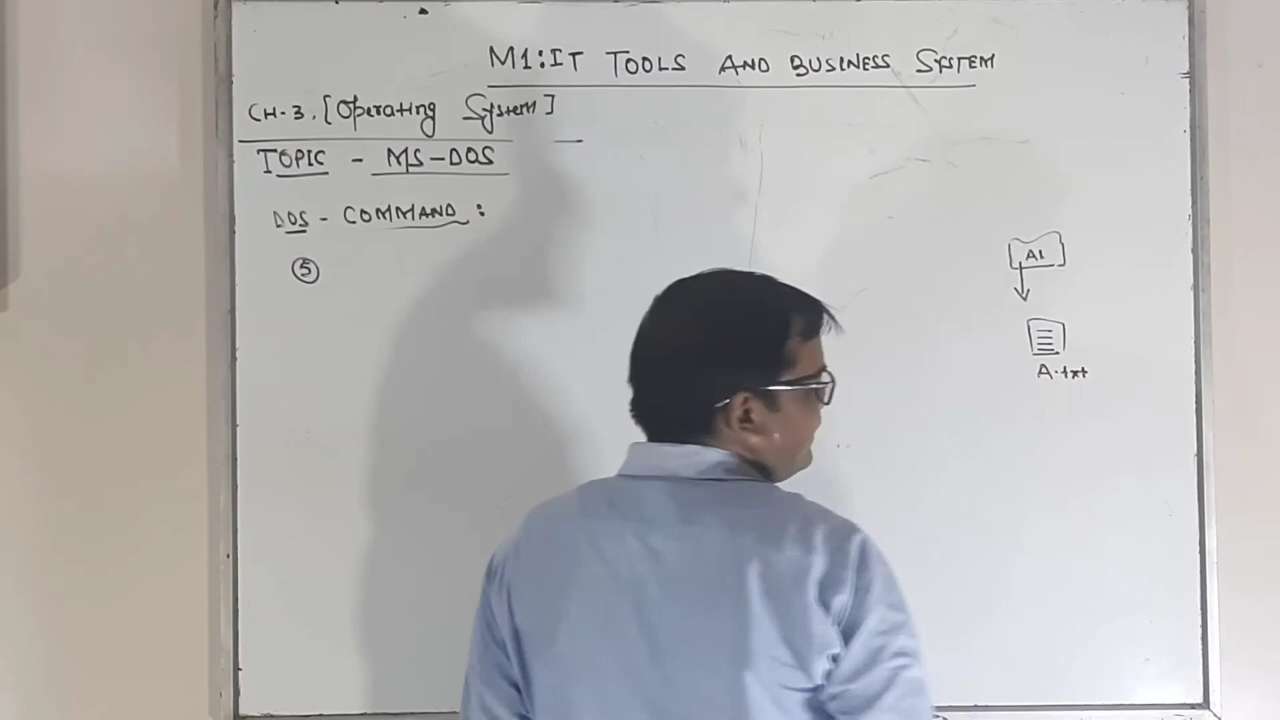 M1:IT TOOLS AND BUSINESS SYSTEM
CH-3. [Operating System]
TOPIC - MS-DOS
DOS - COMMAND :
5
A1
A.txt